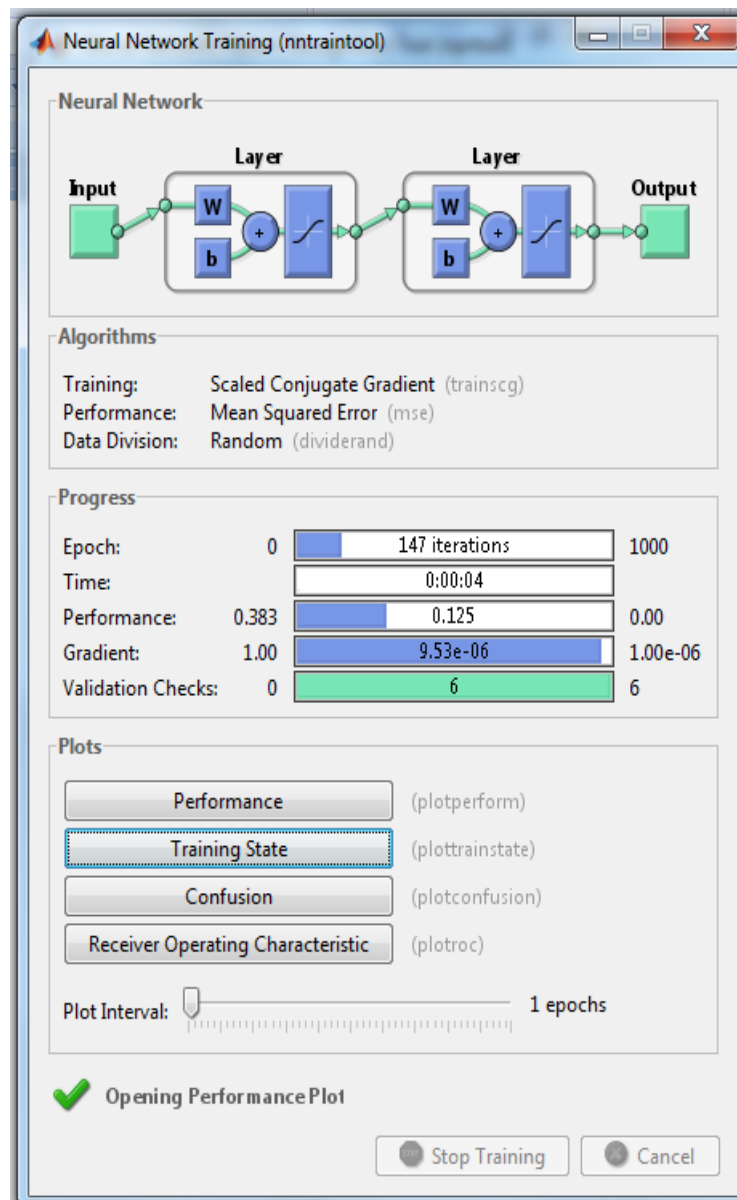 Neural Network Training (nntraintool)
Neural Network
Layer Layer
Input Output
W W
+ +
b b
Algorithms
Training: Scaled Conjugate Gradient (trainscg)
Performance: Mean Squared Error (mse)
Data Division: Random (dividerand)
Progress
Epoch: 0 147 iterations 1000
Time: 0:00:04
Performance: 0.383 0.125 0.00
Gradient: 1.00 9.53e-06 1.00e-06
Validation Checks: 0 6 6
Plots
Performance (plotperform)
Training State (plottrainstate)
Confusion (plotconfusion)
Receiver Operating Characteristic (plotroc)
Plot Interval: 1 epochs
Opening Performance Plot
Stop Training Cancel